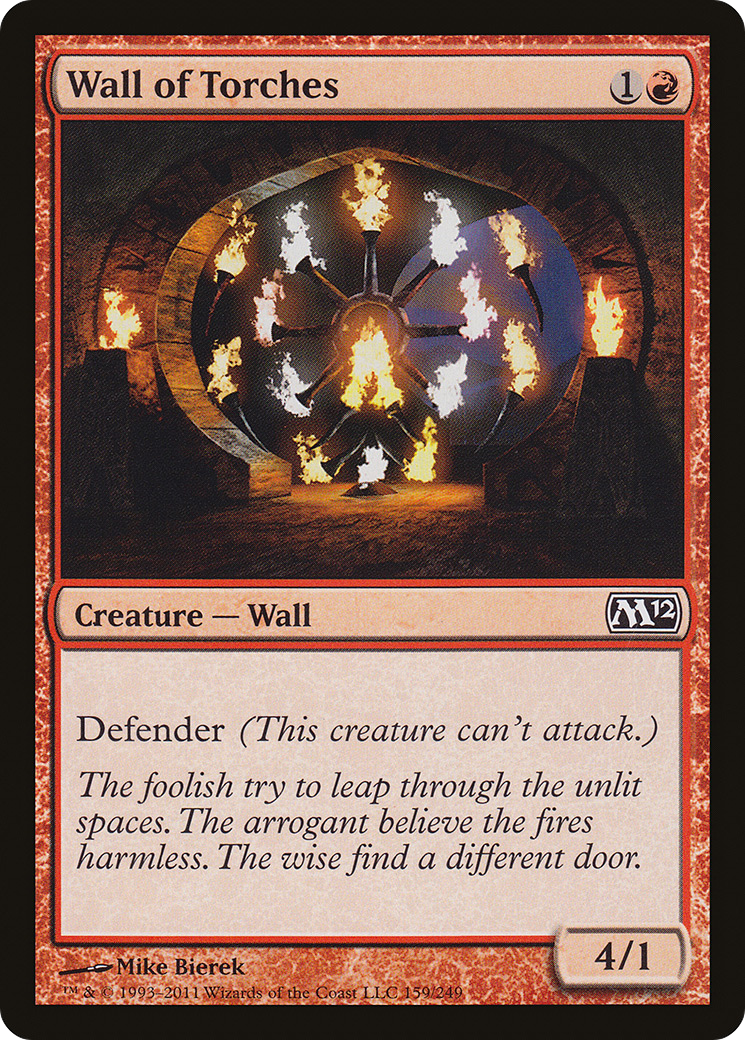 Wall of Torches 1
Creature — Wall M12
Defender (This creature can't attack.)
The foolish try to leap through the unlit
spaces. The arrogant believe the fires
harmless. The wise find a different door.
4/1
Mike Bierek
™ & © 1993–2011 Wizards of the Coast LLC 159/249